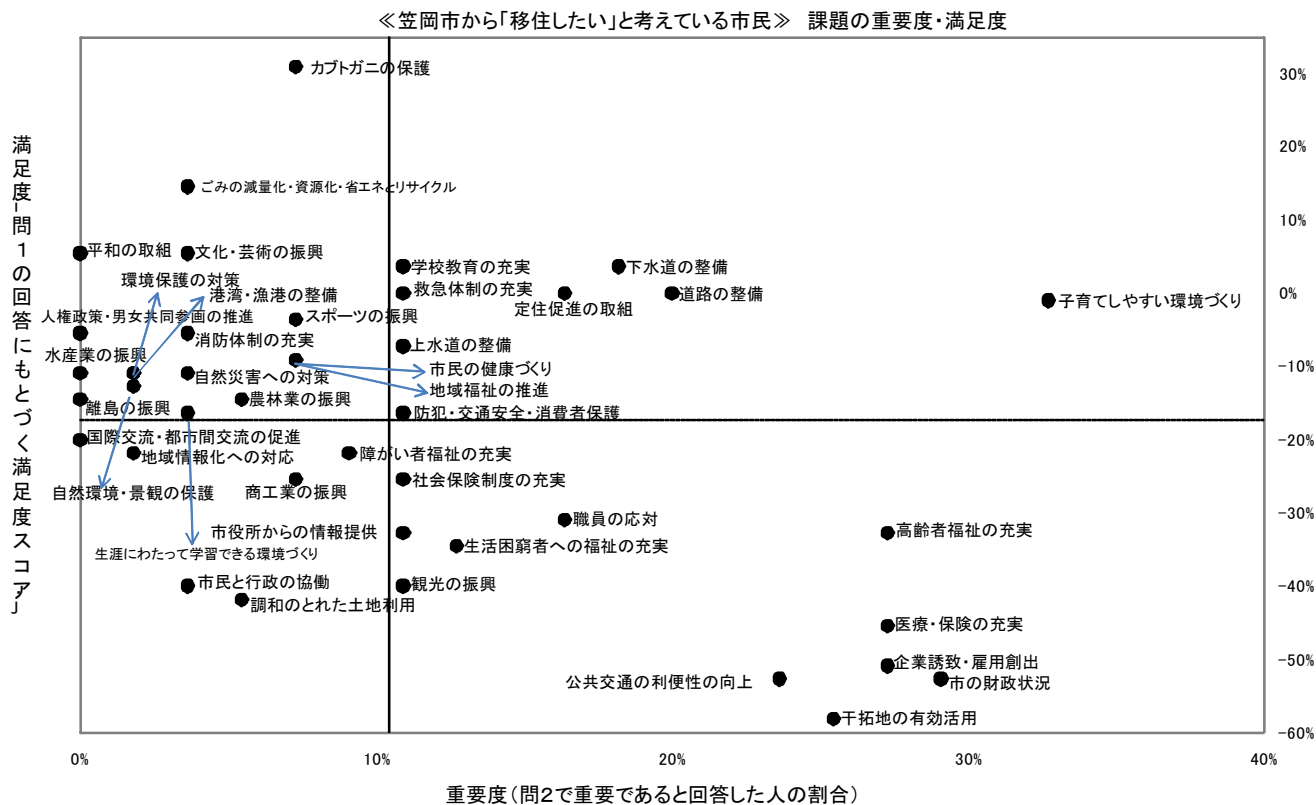 ≪笠岡市から「移住したい」と考えている市民≫　課題の重要度・満足度
満足度「問1の回答にもとづく満足度スコア」
カブトガニの保護
30%
20%
ごみの減量化・資源化・省エネとリサイクル
10%
平和の取組
文化・芸術の振興
学校教育の充実
下水道の整備
環境保護の対策
港湾・漁港の整備
救急体制の充実
定住促進の取組
道路の整備
子育てしやすい環境づくり
0%
人権政策・男女共同参画の推進
スポーツの振興
消防体制の充実
上水道の整備
水産業の振興
市民の健康づくり
-10%
自然災害への対策
地域福祉の推進
離島の振興
農林業の振興
防犯・交通安全・消費者保護
国際交流・都市間交流の促進
-20%
地域情報化への対応
障がい者福祉の充実
自然環境・景観の保護
商工業の振興
社会保険制度の充実
-30%
市役所からの情報提供
職員の応対
高齢者福祉の充実
生涯にわたって学習できる環境づくり
生活困窮者への福祉の充実
市民と行政の協働
観光の振興
-40%
調和のとれた土地利用
医療・保険の充実
企業誘致・雇用創出
-50%
公共交通の利便性の向上
市の財政状況
干拓地の有効活用
-60%
0%
10%
20%
30%
40%
重要度（問2で重要であると回答した人の割合）